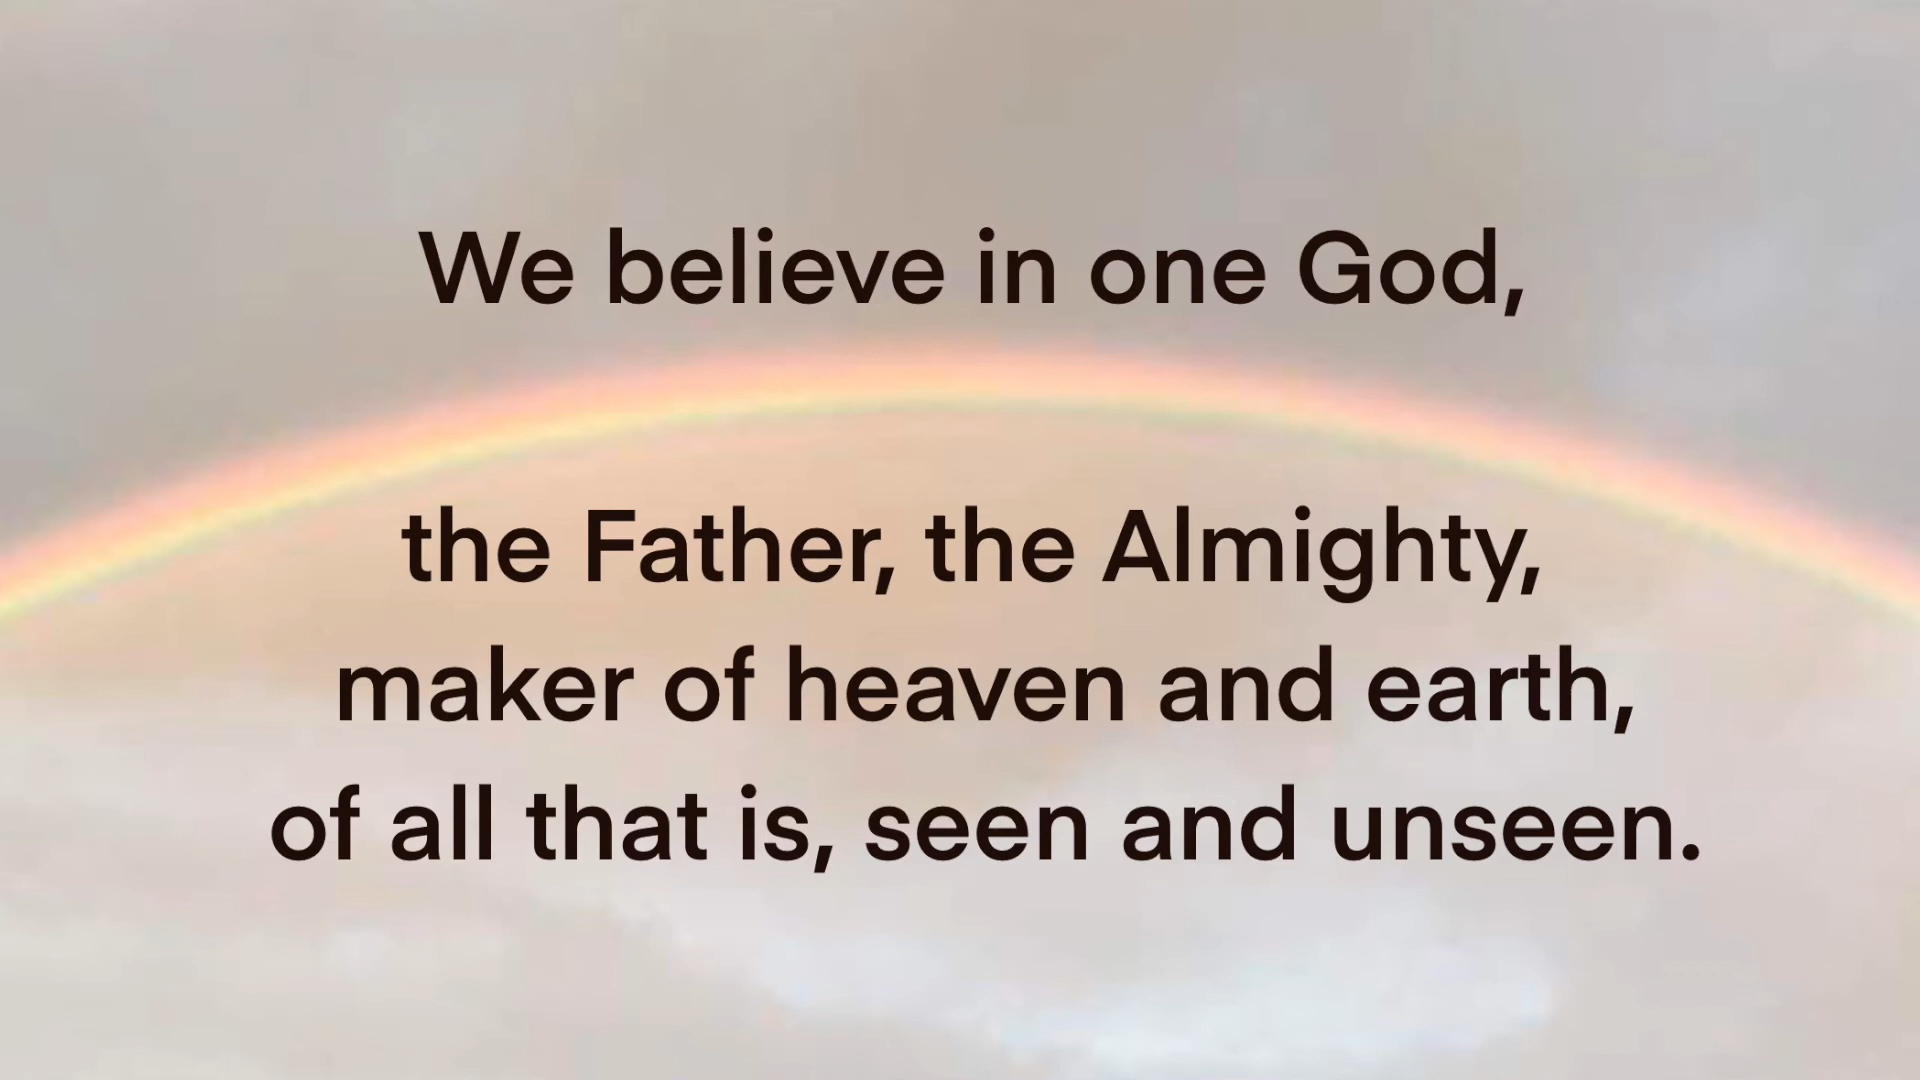 We believe in one God,
the Father, the Almighty,
maker of heaven and earth,
of all that is, seen and unseen.